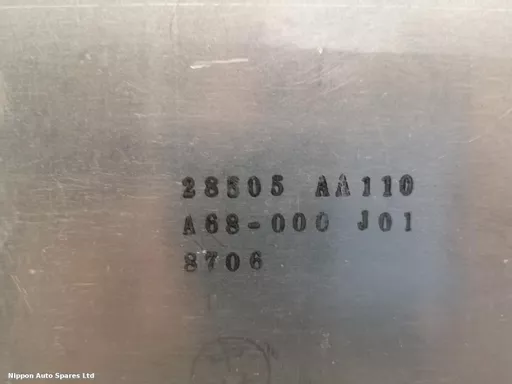 28505 AA110
A68-000 J01
8706
Nippon Auto Spares Ltd